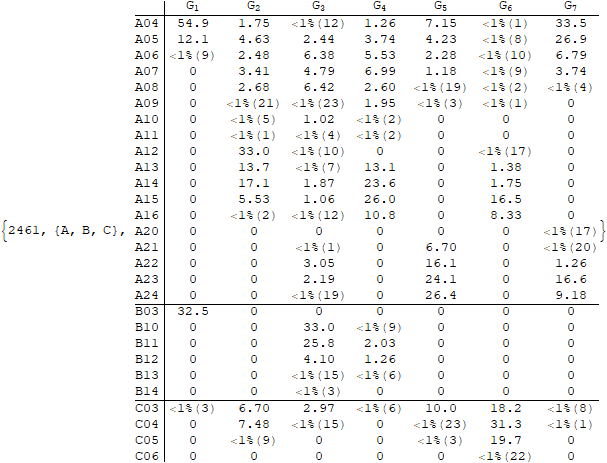 G1 G2 G3 G4 G5 G6 G7
A04 54.9 1.75 <1%(12) 1.26 7.15 <1%(1) 33.5
A05 12.1 4.63 2.44 3.74 4.23 <1%(8) 26.9
A06 <1%(9) 2.48 6.38 5.53 2.28 <1%(10) 6.79
A07 0 3.41 4.79 6.99 1.18 <1%(9) 3.74
A08 0 2.68 6.42 2.60 <1%(19) <1%(2) <1%(4)
A09 0 <1%(21) <1%(23) 1.95 <1%(3) <1%(1) 0
A10 0 <1%(5) 1.02 <1%(2) 0 0 0
A11 0 <1%(1) <1%(4) <1%(2) 0 0 0
A12 0 33.0 <1%(10) 0 0 <1%(17) 0
A13 0 13.7 <1%(7) 13.1 0 1.38 0
A14 0 17.1 1.87 23.6 0 1.75 0
A15 0 5.53 1.06 26.0 0 16.5 0
A16 0 <1%(2) <1%(12) 10.8 0 8.33 0
{2461, {A, B, C}, A20 0 0 0 0 0 0 <1%(17)
A21 0 0 <1%(1) 0 6.70 0 <1%(20)
A22 0 0 3.05 0 16.1 0 1.26
A23 0 0 2.19 0 24.1 0 16.6
A24 0 0 <1%(19) 0 26.4 0 9.18
B03 32.5 0 0 0 0 0 0
B10 0 0 33.0 <1%(9) 0 0 0
B11 0 0 25.8 2.03 0 0 0
B12 0 0 4.10 1.26 0 0 0
B13 0 0 <1%(15) <1%(6) 0 0 0
B14 0 0 <1%(3) 0 0 0 0
C03 <1%(3) 6.70 2.97 <1%(6) 10.0 18.2 <1%(8)
C04 0 7.48 <1%(15) 0 <1%(23) 31.3 <1%(1)
C05 0 <1%(9) 0 0 <1%(3) 19.7 0
C06 0 0 0 0 0 <1%(22) 0
}